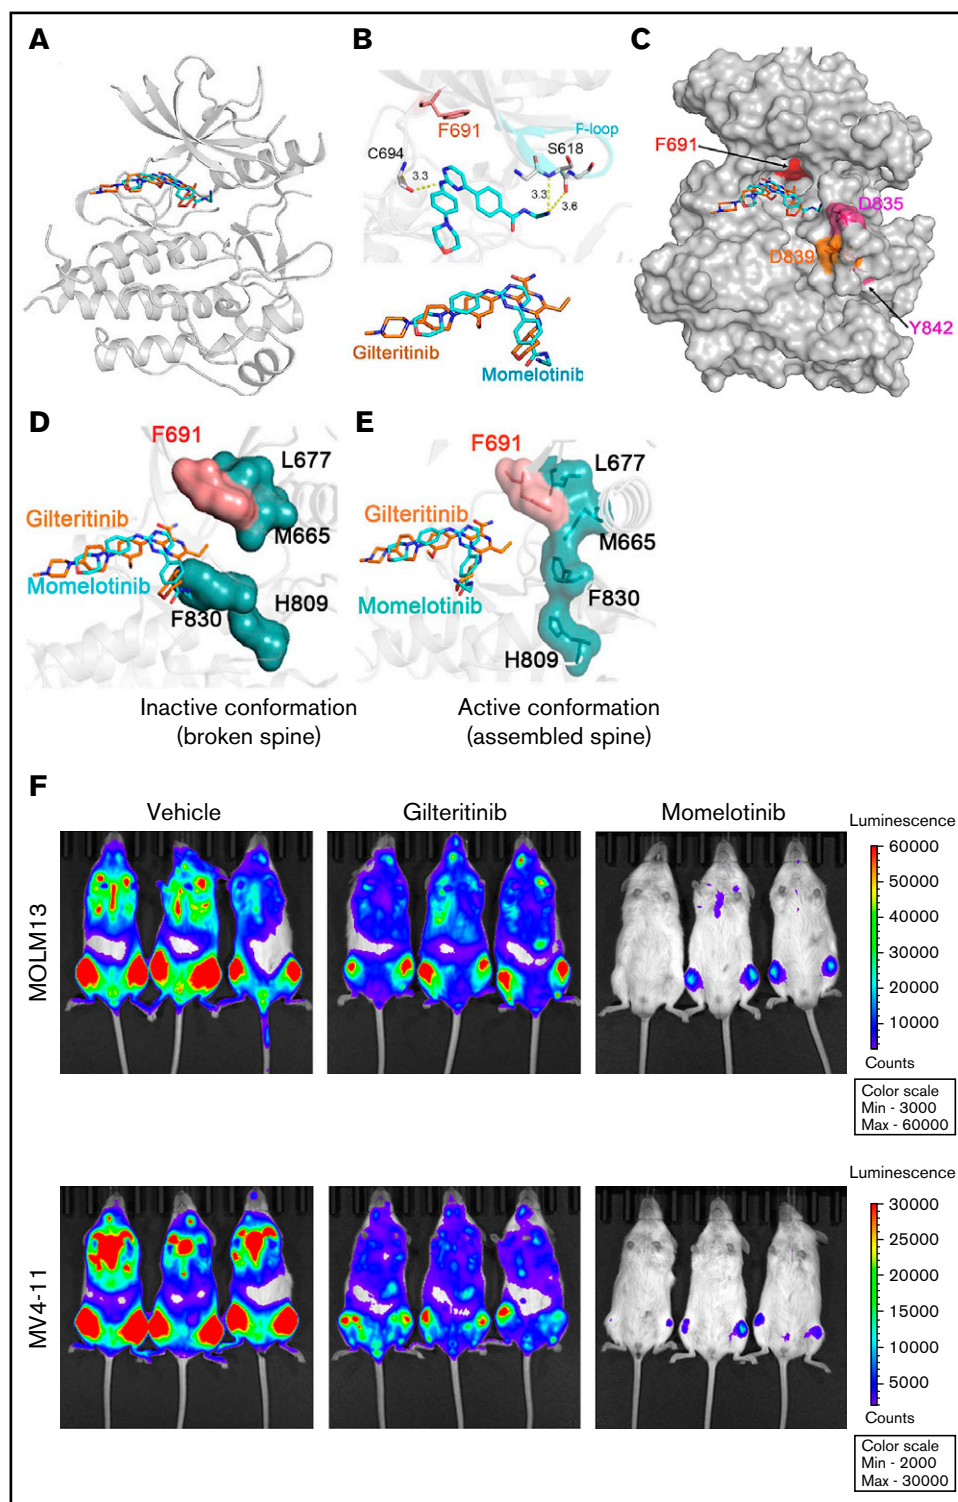 A
B
F691
P-loop
C694
S618
3.3
3.3
3.6
Gilteritinib
Momelotinib
C
F691
D835
D839
Y842
D
F691
L677
M665
Gilteritinib
Momelotinib
F830
H809
Inactive conformation
(broken spine)
E
F691
L677
Gilteritinib
M665
Momelotinib
F830
H809
Active conformation
(assembled spine)
F
Vehicle
Gilteritinib
Momelotinib
MOLM13
Luminescence
60000
50000
40000
30000
20000
10000
Counts
Color scale
Min - 3000
Max - 60000
MV4-11
Luminescence
30000
25000
20000
15000
10000
5000
Counts
Color scale
Min - 2000
Max - 30000